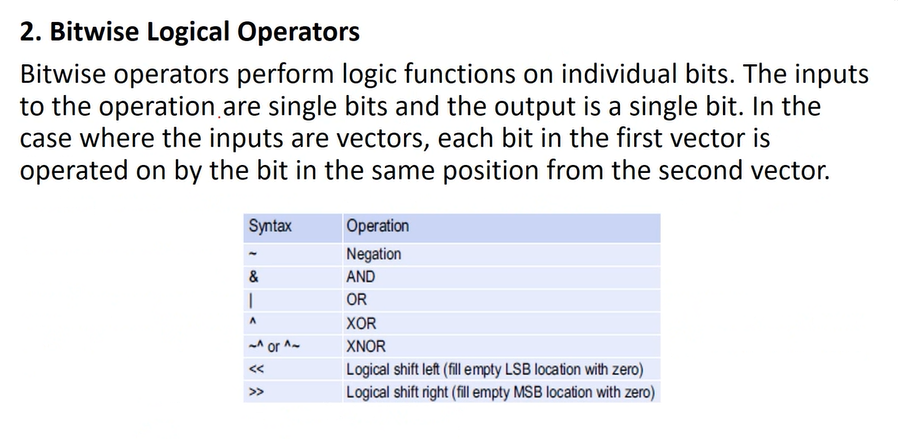 2. Bitwise Logical Operators
Bitwise operators perform logic functions on individual bits. The inputs
to the operation are single bits and the output is a single bit. In the
case where the inputs are vectors, each bit in the first vector is
operated on by the bit in the same position from the second vector.
Syntax Operation
~ Negation
& AND
| OR
^ XOR
~^ or ^~ XNOR
<< Logical shift left (fill empty LSB location with zero)
>> Logical shift right (fill empty MSB location with zero)